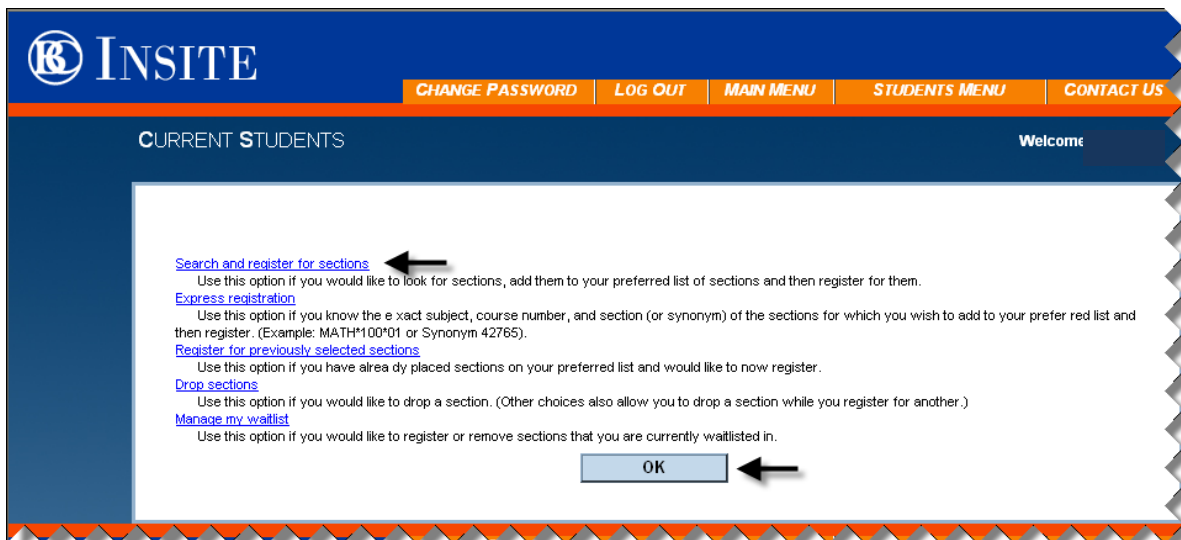 BC INSITE
CHANGE PASSWORD LOG OUT MAIN MENU STUDENTS MENU CONTACT US
CURRENT STUDENTS
Welcome
Search and register for sections
Use this option if you would like to look for sections, add them to your preferred list of sections and then register for them.
Express registration
Use this option if you know the e xact subject, course number, and section (or synonym) of the sections for which you wish to add to your prefer red list and
then register. (Example: MATH*100*01 or Synonym 42765).
Register for previously selected sections
Use this option if you have alrea dy placed sections on your preferred list and would like to now register.
Drop sections
Use this option if you would like to drop a section. (Other choices also allow you to drop a section while you register for another.)
Manage my waitlist
Use this option if you would like to register or remove sections that you are currently waitlisted in.
OK